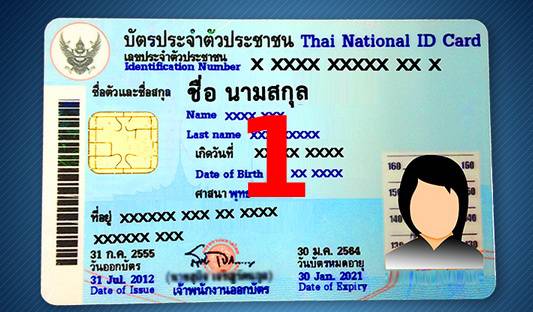 บัตรประจำตัวประชาชน Thai National ID Card
เลขประจำตัวประชาชน
Identification Number X XXXX XXXXX XX X
ชื่อตัวและชื่อสกุล ชื่อ นามสกุล
Name XXXX XXX
Last name XXXXX
เกิดวันที่ XXXX
Date of Birth XX XXXX
1
ศาสนา พุทธ
ที่อยู่ XXXXXX XXX XX XXXX
XXXXXX XXX
160
150
140
130
31 ก.ค. 2555
วันออกบัตร
31 Jul. 2012
Date of Issue
เจ้าพนักงานออกบัตร
30 ม.ค. 2564
วันบัตรหมดอายุ
30 Jan. 2021
Date of Expiry